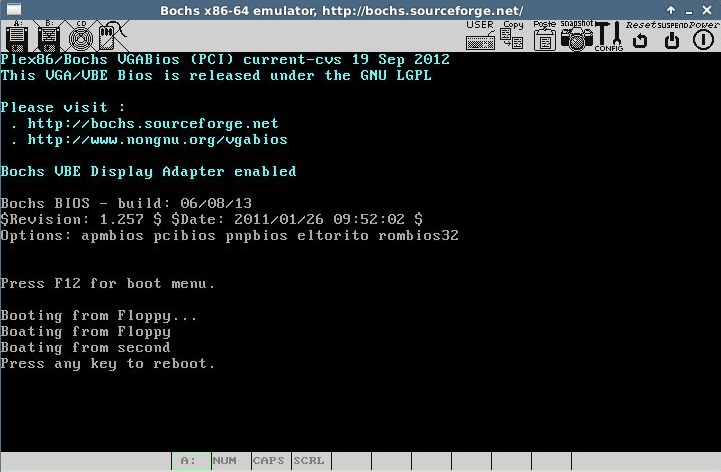 Bochs x86-64 emulator, http://bochs.sourceforge.net/
A: B: CD USER Copy Paste snapshot CONFIG Reset SUSPEND Power
Plex86/Bochs VGABios (PCI) current-cvs 19 Sep 2012
This VGA/VBE Bios is released under the GNU LGPL
Please visit :
. http://bochs.sourceforge.net
. http://www.nongnu.org/vgabios
Bochs VBE Display Adapter enabled
Bochs BIOS - build: 06/08/13
$Revision: 1.257 $ $Date: 2011/01/26 09:52:02 $
Options: apmbios pcibios pnpbios eltorito rombios32
Press F12 for boot menu.
Booting from Floppy...
Boating from Floppy
Boating from second
Press any key to reboot.
A: NUM CAPS SCRL